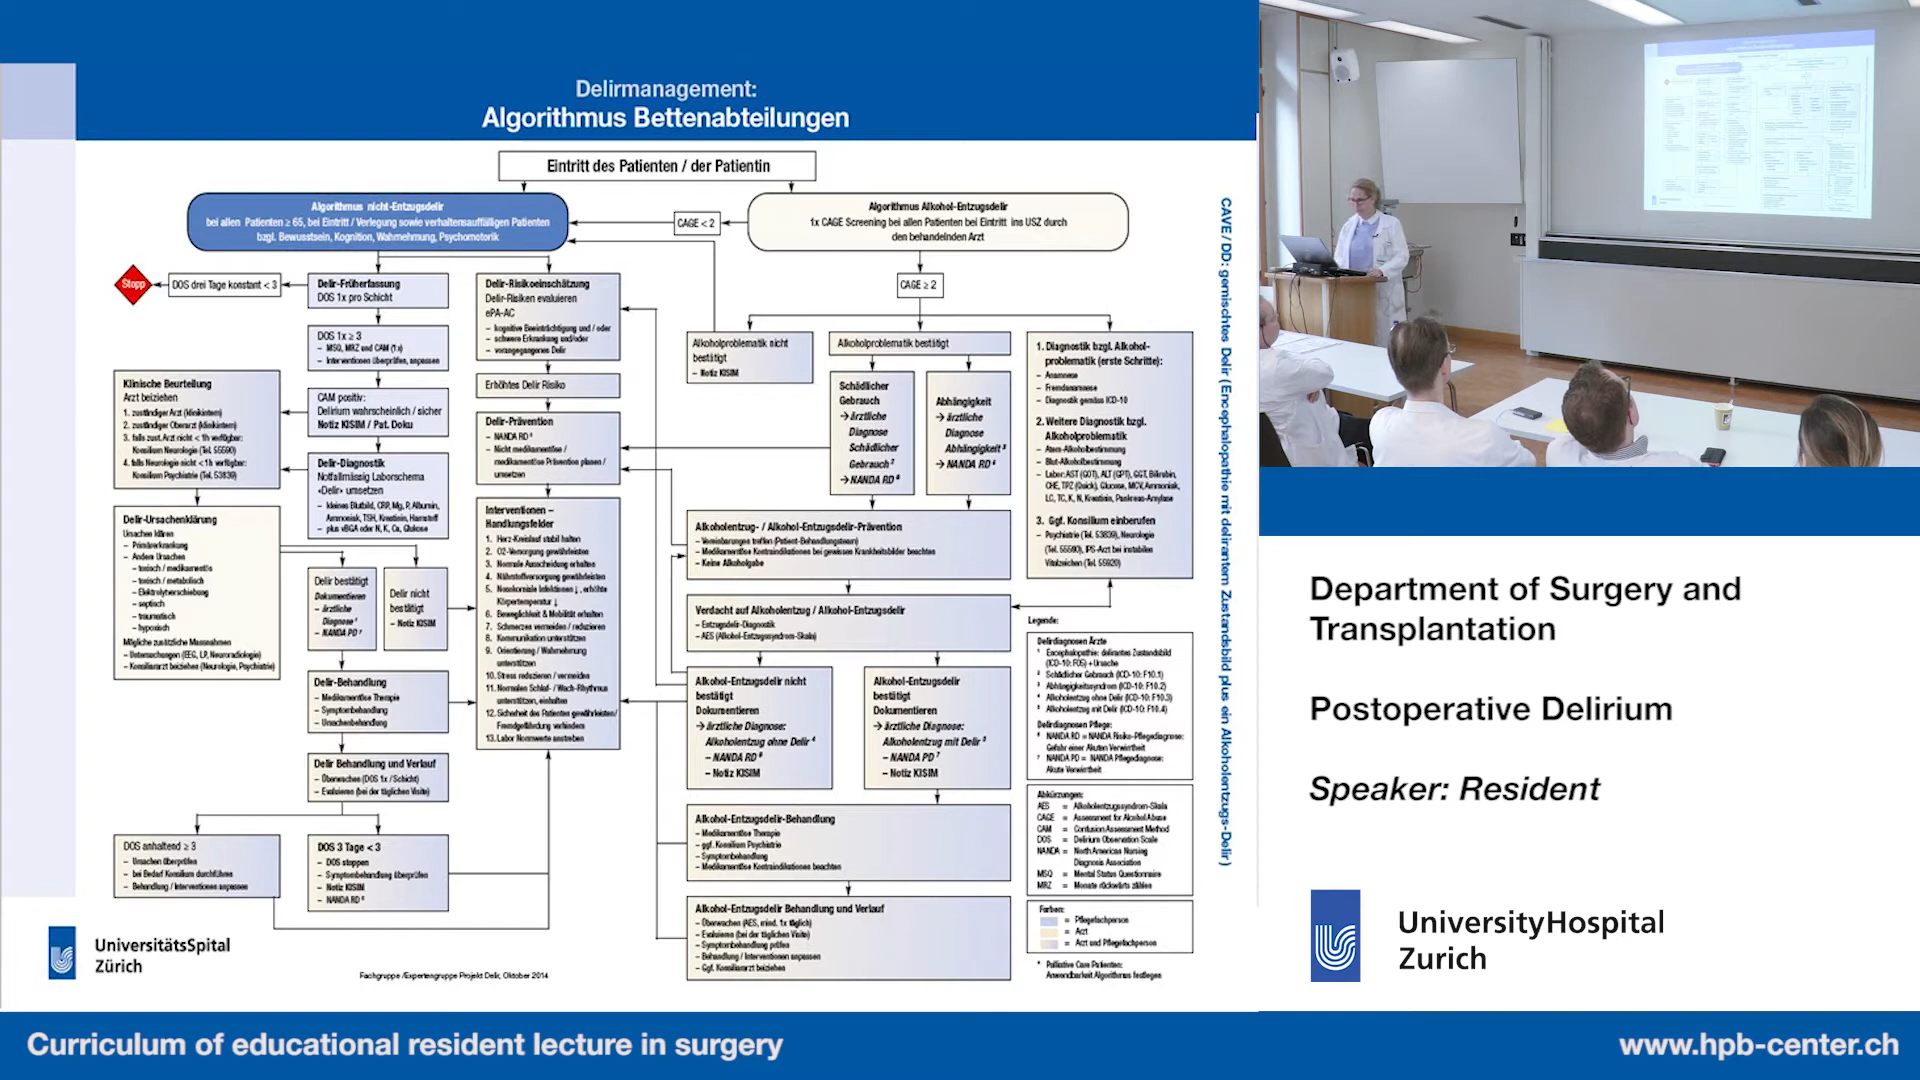 Delirmanagement:
Algorithmus Bettenabteilungen
Eintritt des Patienten / der Patientin
Algorithmus nicht-Entzugsdelir
bei allen Patienten ≥ 65, bei Eintritt / Verlegung sowie verhaltensauffälligen Patienten
bzgl. Bewusstsein, Kognition, Wahrnehmung, Psychomotorik
CAGE < 2
Algorithmus Alkohol-Entzugsdelir
1x CAGE Screening bei allen Patienten bei Eintritt ins USZ durch
den behandelnden Arzt
Stopp
DOS drei Tage konstant < 3
Delir-Früherfassung
DOS 1x pro Schicht
DOS 1x ≥ 3
– MSQ, MRZ und CAM (1x)
– Interventionen überprüfen, anpassen
Klinische Beurteilung
Arzt beiziehen
1. zuständiger Arzt (klinikintern)
2. zuständiger Oberarzt (klinikintern)
3. falls zust. Arzt nicht < 1h verfügbar:
Konsilium Neurologie (Tel. 55590)
4. falls Neurologie nicht < 1h verfügbar:
Konsilium Psychiatrie (Tel. 53839)
CAM positiv:
Delirium wahrscheinlich / sicher
Notiz KISIM / Pat. Doku
Delir-Diagnostik
Notfallmässig Laborschema
«Delir» umsetzen
– kleines Blutbild, CRP, Mg, P, Albumin,
Ammoniak, TSH, Kreatinin, Harnstoff
– plus vBGA oder N, K, Ca, Glukose
Delir-Ursachenklärung
Ursachen klären
– Primärerkrankung
– Andere Ursachen
– toxisch / medikamentös
– toxisch / metabolisch
– Elektrolytverschiebung
– septisch
– traumatisch
– hypoxisch
Mögliche zusätzliche Massnahmen
– Untersuchungen (EEG, LP, Neuroradiologie)
– Konsiliararzt beiziehen (Neurologie, Psychiatrie)
Delir bestätigt
Dokumentieren
– ärztliche
Diagnose 1
– NANDA PD 7
Delir nicht
bestätigt
– Notiz KISIM
Delir-Behandlung
– Medikamentöse Therapie
– Symptombehandlung
– Ursachenbehandlung
Delir Behandlung und Verlauf
– Überwachen (DOS 1x / Schicht)
– Evaluieren (bei der täglichen Visite)
DOS anhaltend ≥ 3
– Ursachen überprüfen
– bei Bedarf Konsilium durchführen
– Behandlung / Interventionen anpassen
DOS 3 Tage < 3
– DOS stoppen
– Symptombehandlung überprüfen
– Notiz KISIM
– NANDA RD 6
Delir-Risikoeinschätzung
Delir-Risiken evaluieren
ePA-AC
– kognitive Beeinträchtigung und / oder
– schwere Erkrankung und/oder
– vorangegangenes Delir
Erhöhtes Delir Risiko
Delir-Prävention
– NANDA RD 6
– Nicht medikamentöse /
medikamentöse Prävention planen /
umsetzen
Interventionen –
Handlungsfelder
1. Herz-Kreislauf stabil halten
2. O2-Versorgung gewährleisten
3. Normale Ausscheidung erhalten
4. Nährstoffversorgung gewährleisten
5. Nosokomiale Infektionen ↓, erhöhte
Körpertemperatur ↓
6. Beweglichkeit & Mobilität erhalten
7. Schmerzen vermeiden / reduzieren
8. Kommunikation unterstützen
9. Orientierung / Wahrnehmung
unterstützen
10. Stress reduzieren / vermeiden
11. Normalen Schlaf- / Wach-Rhythmus
unterstützen, einhalten
12. Sicherheit des Patienten gewährleisten/
Fremdgefährdung verhindern
13. Labor Normwerte anstreben
CAGE ≥ 2
Alkoholproblematik nicht
bestätigt
– Notiz KISIM
Alkoholproblematik bestätigt
Schädlicher
Gebrauch
→ ärztliche
Diagnose
Schädlicher
Gebrauch 2
→ NANDA RD 6
Abhängigkeit
→ ärztliche
Diagnose
Abhängigkeit 3
→ NANDA RD 6
1. Diagnostik bzgl. Alkohol-
problematik (erste Schritte):
– Anamnese
– Fremdanamnese
– Diagnostik gemäss ICD-10
2. Weitere Diagnostik bzgl.
Alkoholproblematik
– Atem-Alkoholbestimmung
– Blut-Alkoholbestimmung
– Labor: AST (GOT), ALT (GPT), GGT, Bilirubin,
CHE, TPZ (Quick), Glucose, MCV, Ammoniak,
LC, TC, K, N, Kreatinin, Pankreas-Amylase
3. Ggf. Konsilium einberufen
– Psychiatrie (Tel. 53839), Neurologie
(Tel. 55590), IPS-Arzt bei instabilen
Vitalzeichen (Tel. 55920)
Alkoholentzug- / Alkohol-Entzugsdelir-Prävention
– Vereinbarungen treffen (Patient-Behandlungsteam)
– Medikamentöse Kontraindikationen bei gewissen Krankheitsbilder beachten
– Keine Alkoholgabe
Verdacht auf Alkoholentzug / Alkohol-Entzugsdelir
– Entzugsdelir-Diagnostik
– AES (Alkohol-Entzugssyndrom-Skala)
Alkohol-Entzugsdelir nicht
bestätigt
Dokumentieren
→ ärztliche Diagnose:
Alkoholentzug ohne Delir 4
– NANDA RD 6
– Notiz KISIM
Alkohol-Entzugsdelir
bestätigt
Dokumentieren
→ ärztliche Diagnose:
Alkoholentzug mit Delir 5
– NANDA PD 7
– Notiz KISIM
Alkohol-Entzugsdelir-Behandlung
– Medikamentöse Therapie
– ggf. Konsilium Psychiatrie
– Symptombehandlung
– Medikamentöse Kontraindikationen beachten
Alkohol-Entzugsdelir Behandlung und Verlauf
– Überwachen (AES, mind. 1x täglich)
– Evaluieren (bei der täglichen Visite)
– Symptombehandlung prüfen
– Behandlung / Interventionen anpassen
– Ggf. Konsiliararzt beiziehen
Legende:
Delirdiagnosen Ärzte
1 Encephalopathie: delirantes Zustandsbild
(ICD-10: F05) + Ursache
2 Schädlicher Gebrauch (ICD-10: F10.1)
3 Abhängigkeitssyndrom (ICD-10: F10.2)
4 Alkoholentzug ohne Delir (ICD-10: F10.3)
5 Alkoholentzug mit Delir (ICD-10: F10.4)
Delirdiagnosen Pflege:
6 NANDA RD = NANDA Risiko-Pflegediagnose:
Gefahr einer Akuten Verwirrtheit
7 NANDA PD = NANDA Pflegediagnose:
Akute Verwirrtheit
Abkürzungen:
AES = Alkoholentzugssyndrom-Skala
CAGE = Assessment for Alcohol Abuse
CAM = Confusion Assessment Method
DOS = Delirium Observation Scale
NANDA = North American Nursing
Diagnosis Association
MSQ = Mental Status Questionnaire
MRZ = Monate rückwärts zählen
Farben:
= Pflegefachperson
= Arzt
= Arzt und Pflegefachperson
* Palliative Care Patienten:
Anwendbarkeit Algorithmus festlegen
CAVE / DD: gemischtes Delir (Encephalopathie mit delirantem Zustandsbild plus ein Alkoholentzugs-Delir)
UniversitätsSpital
Zürich
Fachgruppe /Expertengruppe Projekt Delir, Oktober 2014
Department of Surgery and
Transplantation
Postoperative Delirium
Speaker: Resident
UniversityHospital
Zurich
Curriculum of educational resident lecture in surgery
www.hpb-center.ch